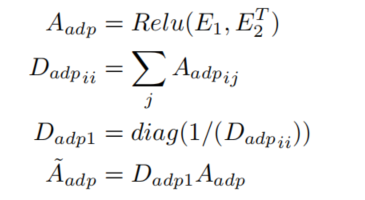 A_{adp} = Relu(E_1, E_2^T)
D_{adp_{ii}} = \sum_j A_{adp_{ij}}
D_{adp1} = diag(1/(D_{adp_{ii}}))
\tilde{A}_{adp} = D_{adp1} A_{adp}